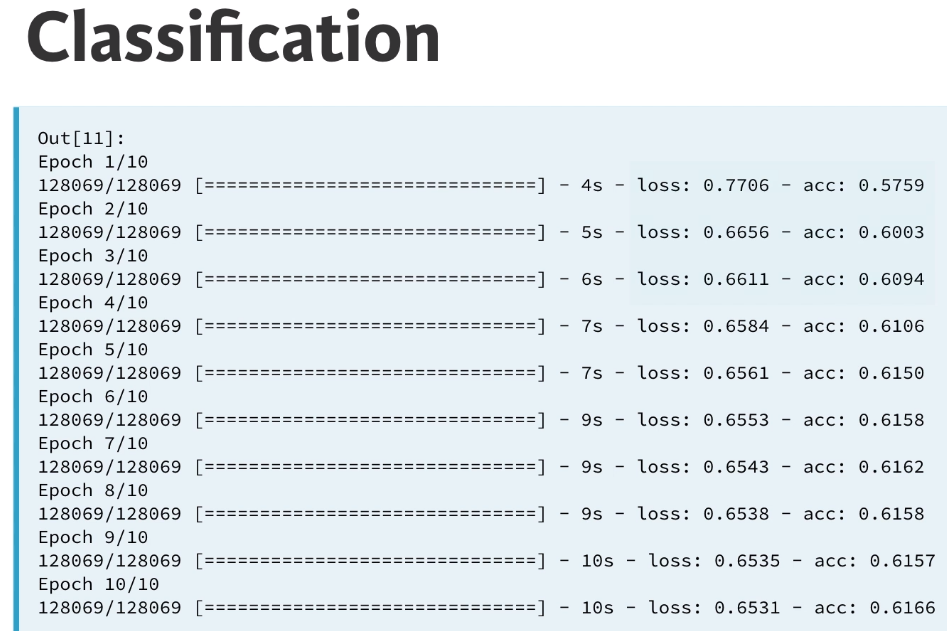 Classification
Out[11]:
Epoch 1/10
128069/128069 [==============================] - 4s - loss: 0.7706 - acc: 0.5759
Epoch 2/10
128069/128069 [==============================] - 5s - loss: 0.6656 - acc: 0.6003
Epoch 3/10
128069/128069 [==============================] - 6s - loss: 0.6611 - acc: 0.6094
Epoch 4/10
128069/128069 [==============================] - 7s - loss: 0.6584 - acc: 0.6106
Epoch 5/10
128069/128069 [==============================] - 7s - loss: 0.6561 - acc: 0.6150
Epoch 6/10
128069/128069 [==============================] - 9s - loss: 0.6553 - acc: 0.6158
Epoch 7/10
128069/128069 [==============================] - 9s - loss: 0.6543 - acc: 0.6162
Epoch 8/10
128069/128069 [==============================] - 9s - loss: 0.6538 - acc: 0.6158
Epoch 9/10
128069/128069 [==============================] - 10s - loss: 0.6535 - acc: 0.6157
Epoch 10/10
128069/128069 [==============================] - 10s - loss: 0.6531 - acc: 0.6166